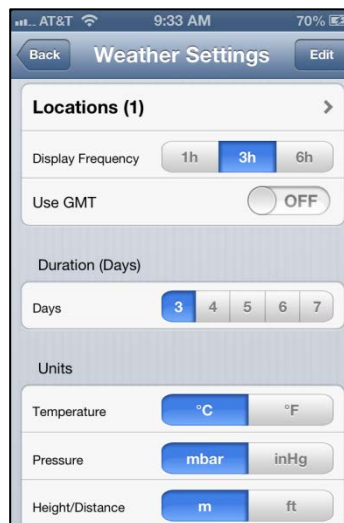 AT&T 9:33 AM 70%
Back Weather Settings Edit
Locations (1)
Display Frequency 1h 3h 6h
Use GMT OFF
Duration (Days)
Days 3 4 5 6 7
Units
Temperature °C °F
Pressure mbar inHg
Height/Distance m ft